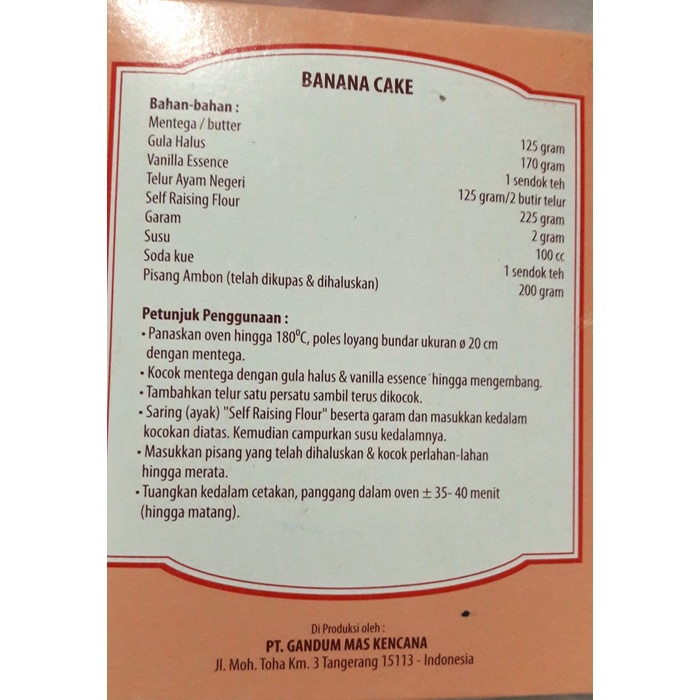 BANANA CAKE
Bahan-bahan :
Mentega / butter 125 gram
Gula Halus 170 gram
Vanilla Essence 1 sendok teh
Telur Ayam Negeri 125 gram/2 butir telur
Self Raising Flour 225 gram
Garam 2 gram
Susu 100 cc
Soda kue 1 sendok teh
Pisang Ambon (telah dikupas & dihaluskan) 200 gram
Petunjuk Penggunaan :
• Panaskan oven hingga 180⁰C, poles loyang bundar ukuran ø 20 cm
dengan mentega.
• Kocok mentega dengan gula halus & vanilla essence hingga mengembang.
• Tambahkan telur satu persatu sambil terus dikocok.
• Saring (ayak) "Self Raising Flour" beserta garam dan masukkan kedalam
kocokan diatas. Kemudian campurkan susu kedalamnya.
• Masukkan pisang yang telah dihaluskan & kocok perlahan-lahan
hingga merata.
• Tuangkan kedalam cetakan, panggang dalam oven ± 35- 40 menit
(hingga matang).
Di Produksi oleh :
PT. GANDUM MAS KENCANA
Jl. Moh. Toha Km. 3 Tangerang 15113 - Indonesia